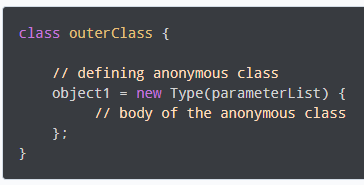 class outerClass {
// defining anonymous class
object1 = new Type(parameterList) {
// body of the anonymous class
};
}